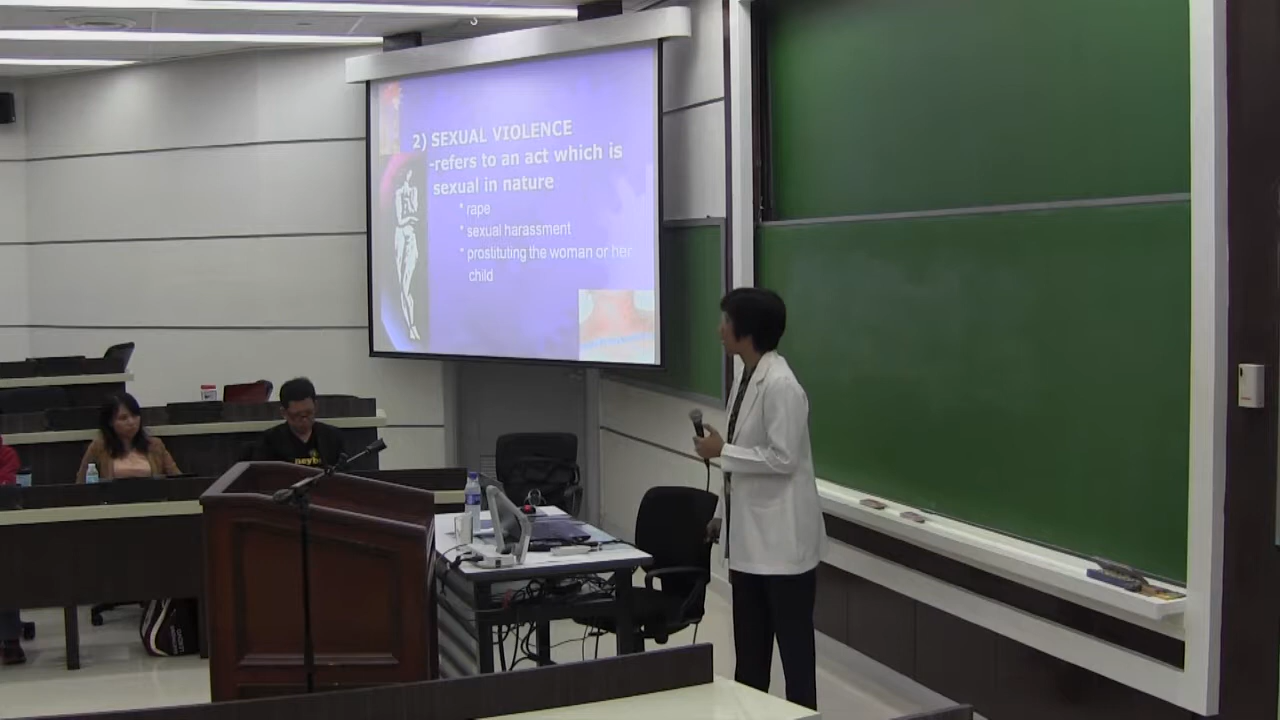 2) SEXUAL VIOLENCE
-refers to an act which is
sexual in nature
* rape
* sexual harassment
* prostituting the woman or her
child